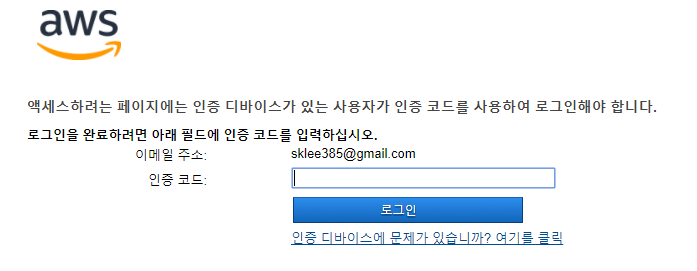 aws
액세스하려는 페이지에는 인증 디바이스가 있는 사용자가 인증 코드를 사용하여 로그인해야 합니다.
로그인을 완료하려면 아래 필드에 인증 코드를 입력하십시오.
이메일 주소: sklee385@gmail.com
인증 코드:
로그인
인증 디바이스에 문제가 있습니까? 여기를 클릭